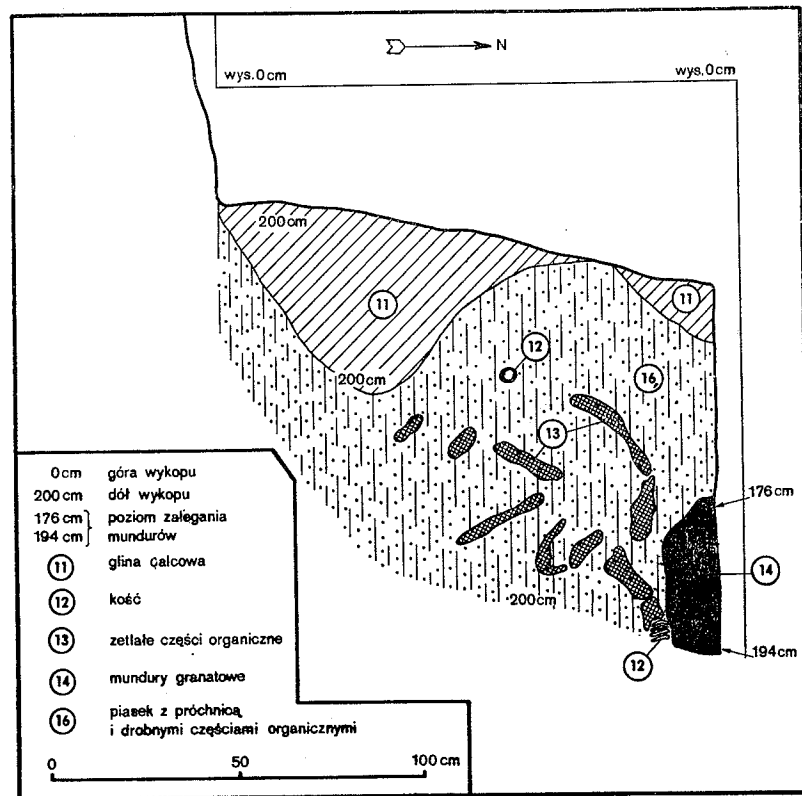 N
wys. 0 cm
wys. 0 cm
200 cm
11
11
12
200 cm
16
13
176 cm
14
200 cm
12
194 cm
0 cm góra wykopu
200 cm dół wykopu
176 cm } poziom zalegania
194 cm } mundurów
11 glina calcowa
12 kość
13 zetlałe części organiczne
14 mundury granatowe
16 piasek z próchnicą
i drobnymi częściami organicznymi
0 50 100 cm